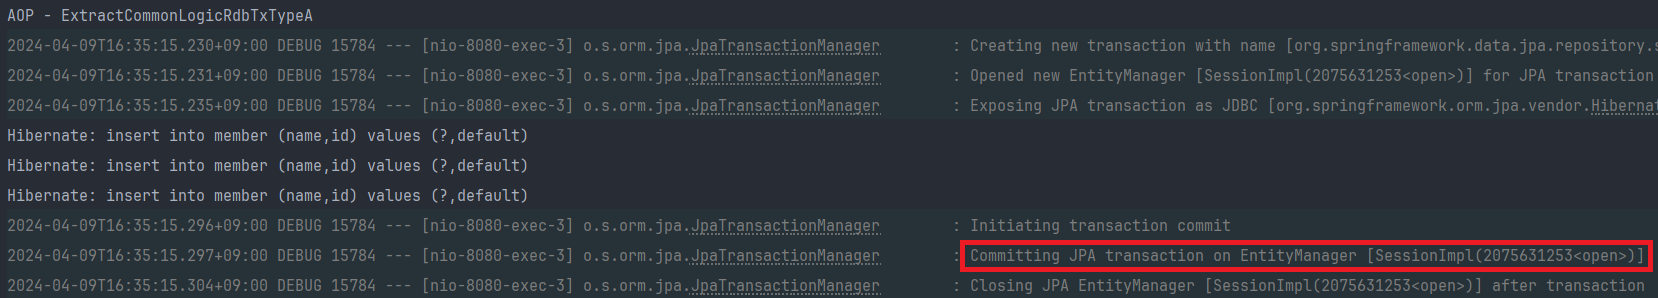 AOP - ExtractCommonLogicRdbTxTypeA
2024-04-09T16:35:15.230+09:00 DEBUG 15784 --- [nio-8080-exec-3] o.s.orm.jpa.JpaTransactionManager : Creating new transaction with name [org.springframework.data.jpa.repository.s
2024-04-09T16:35:15.231+09:00 DEBUG 15784 --- [nio-8080-exec-3] o.s.orm.jpa.JpaTransactionManager : Opened new EntityManager [SessionImpl(2075631253<open>)] for JPA transaction
2024-04-09T16:35:15.235+09:00 DEBUG 15784 --- [nio-8080-exec-3] o.s.orm.jpa.JpaTransactionManager : Exposing JPA transaction as JDBC [org.springframework.orm.jpa.vendor.Hibernat
Hibernate: insert into member (name,id) values (?,default)
Hibernate: insert into member (name,id) values (?,default)
Hibernate: insert into member (name,id) values (?,default)
2024-04-09T16:35:15.296+09:00 DEBUG 15784 --- [nio-8080-exec-3] o.s.orm.jpa.JpaTransactionManager : Initiating transaction commit
2024-04-09T16:35:15.297+09:00 DEBUG 15784 --- [nio-8080-exec-3] o.s.orm.jpa.JpaTransactionManager : Committing JPA transaction on EntityManager [SessionImpl(2075631253<open>)]
2024-04-09T16:35:15.304+09:00 DEBUG 15784 --- [nio-8080-exec-3] o.s.orm.jpa.JpaTransactionManager : Closing JPA EntityManager [SessionImpl(2075631253<open>)] after transaction